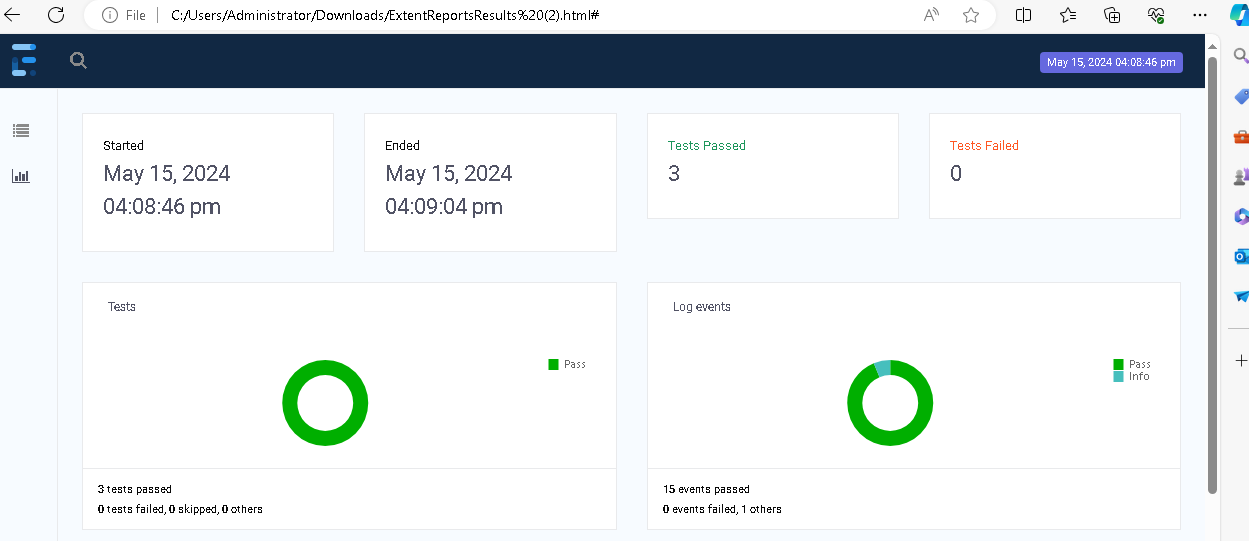 File
C:/Users/Administrator/Downloads/ExtentReportsResults%20(2).html#
May 15, 2024 04:08:46 pm
Started
May 15, 2024
04:08:46 pm
Ended
May 15, 2024
04:09:04 pm
Tests Passed
3
Tests Failed
0
Tests
Pass
3 tests passed
0 tests failed, 0 skipped, 0 others
Log events
Pass
Info
15 events passed
0 events failed, 1 others